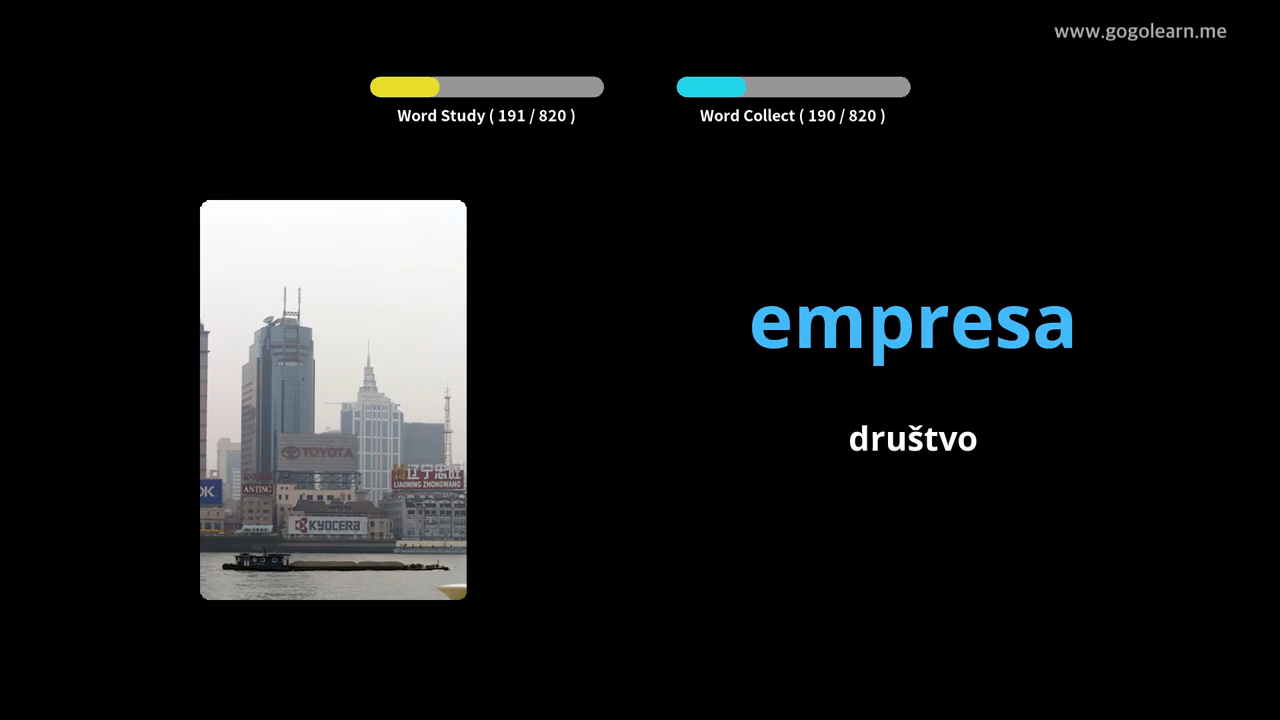 www.gogolearn.me
Word Study ( 191 / 820 )
Word Collect ( 190 / 820 )
empresa
društvo
TOYOTA
辽宁忠旺
LIAONING ZHONGWANG
ANTING
OK
KYOCERA